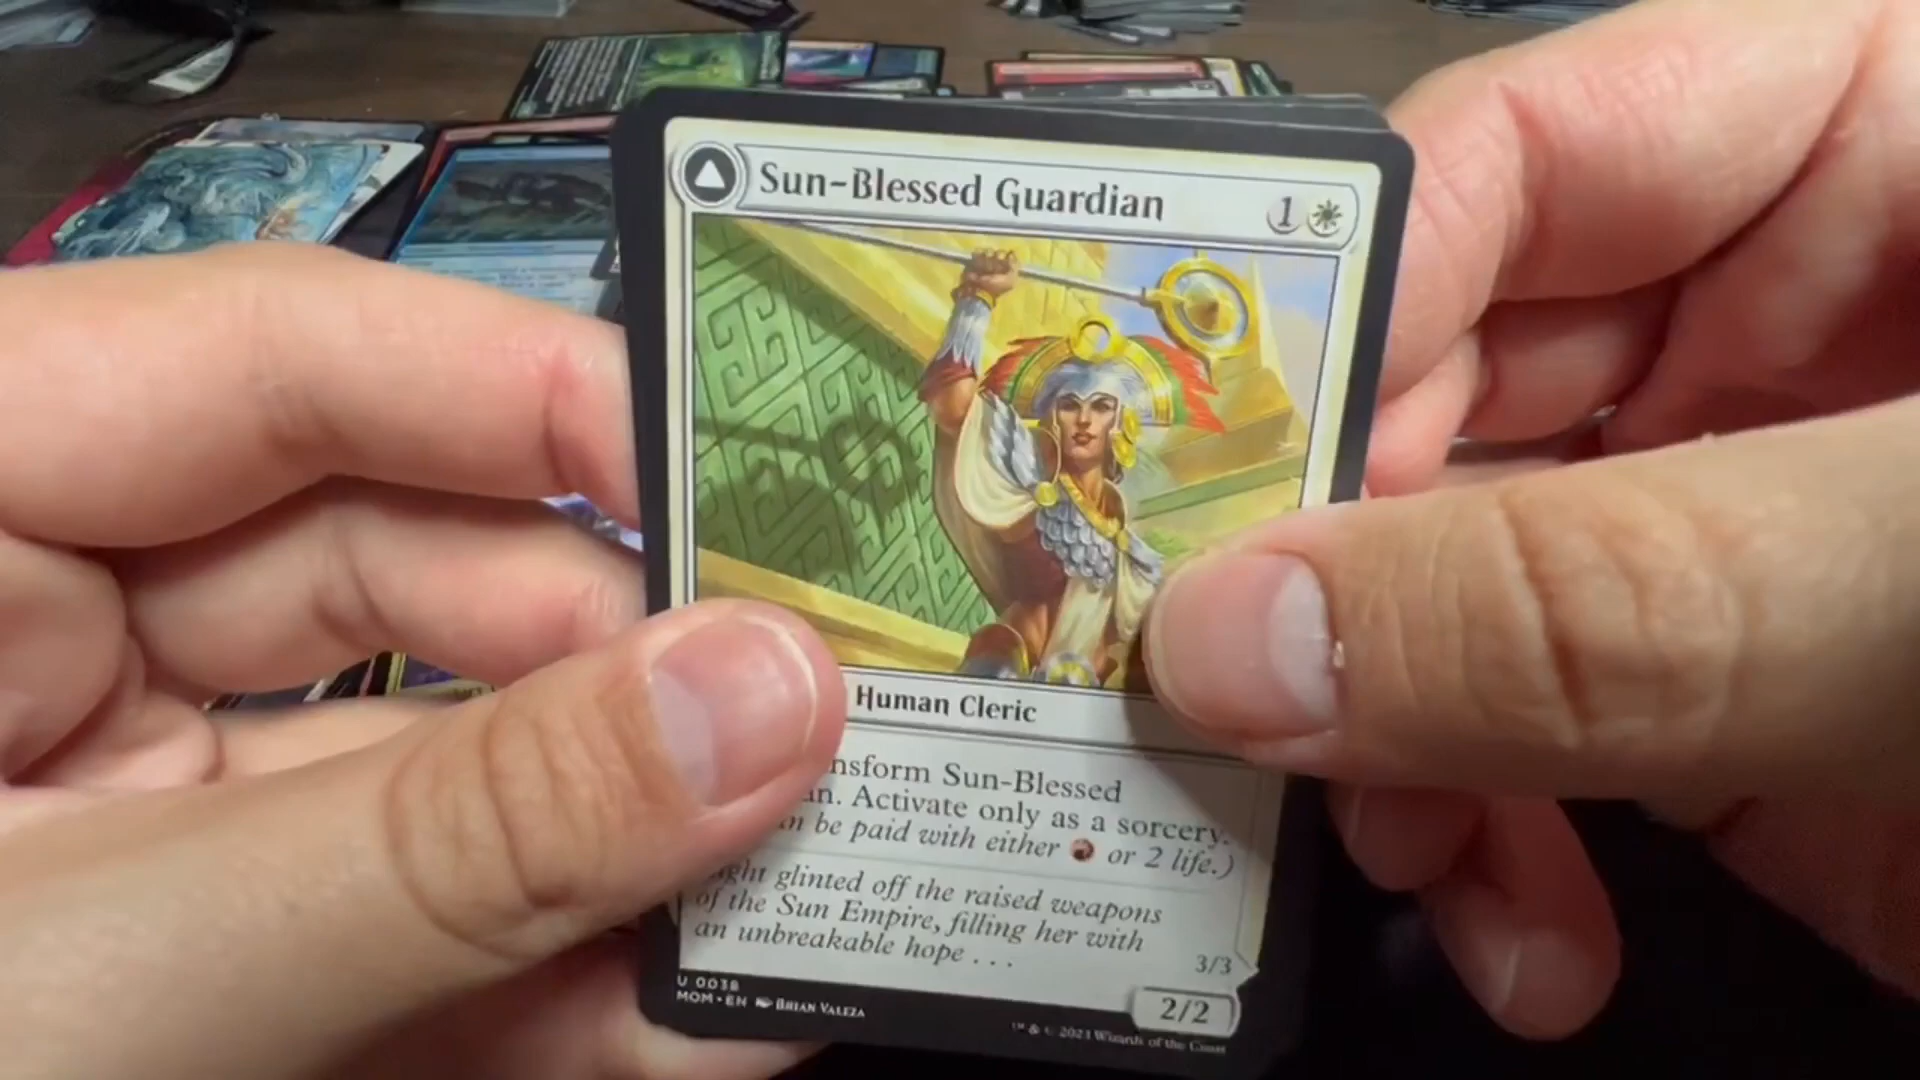 Sun-Blessed Guardian 1
Human Cleric
nsform Sun-Blessed
an. Activate only as a sorcery.
n be paid with either or 2 life.)
ght glinted off the raised weapons
of the Sun Empire, filling her with
an unbreakable hope . . .
3/3
U 0038
MOM • EN BRIAN VALEZA
2/2
™ & © 2023 Wizards of the Coast